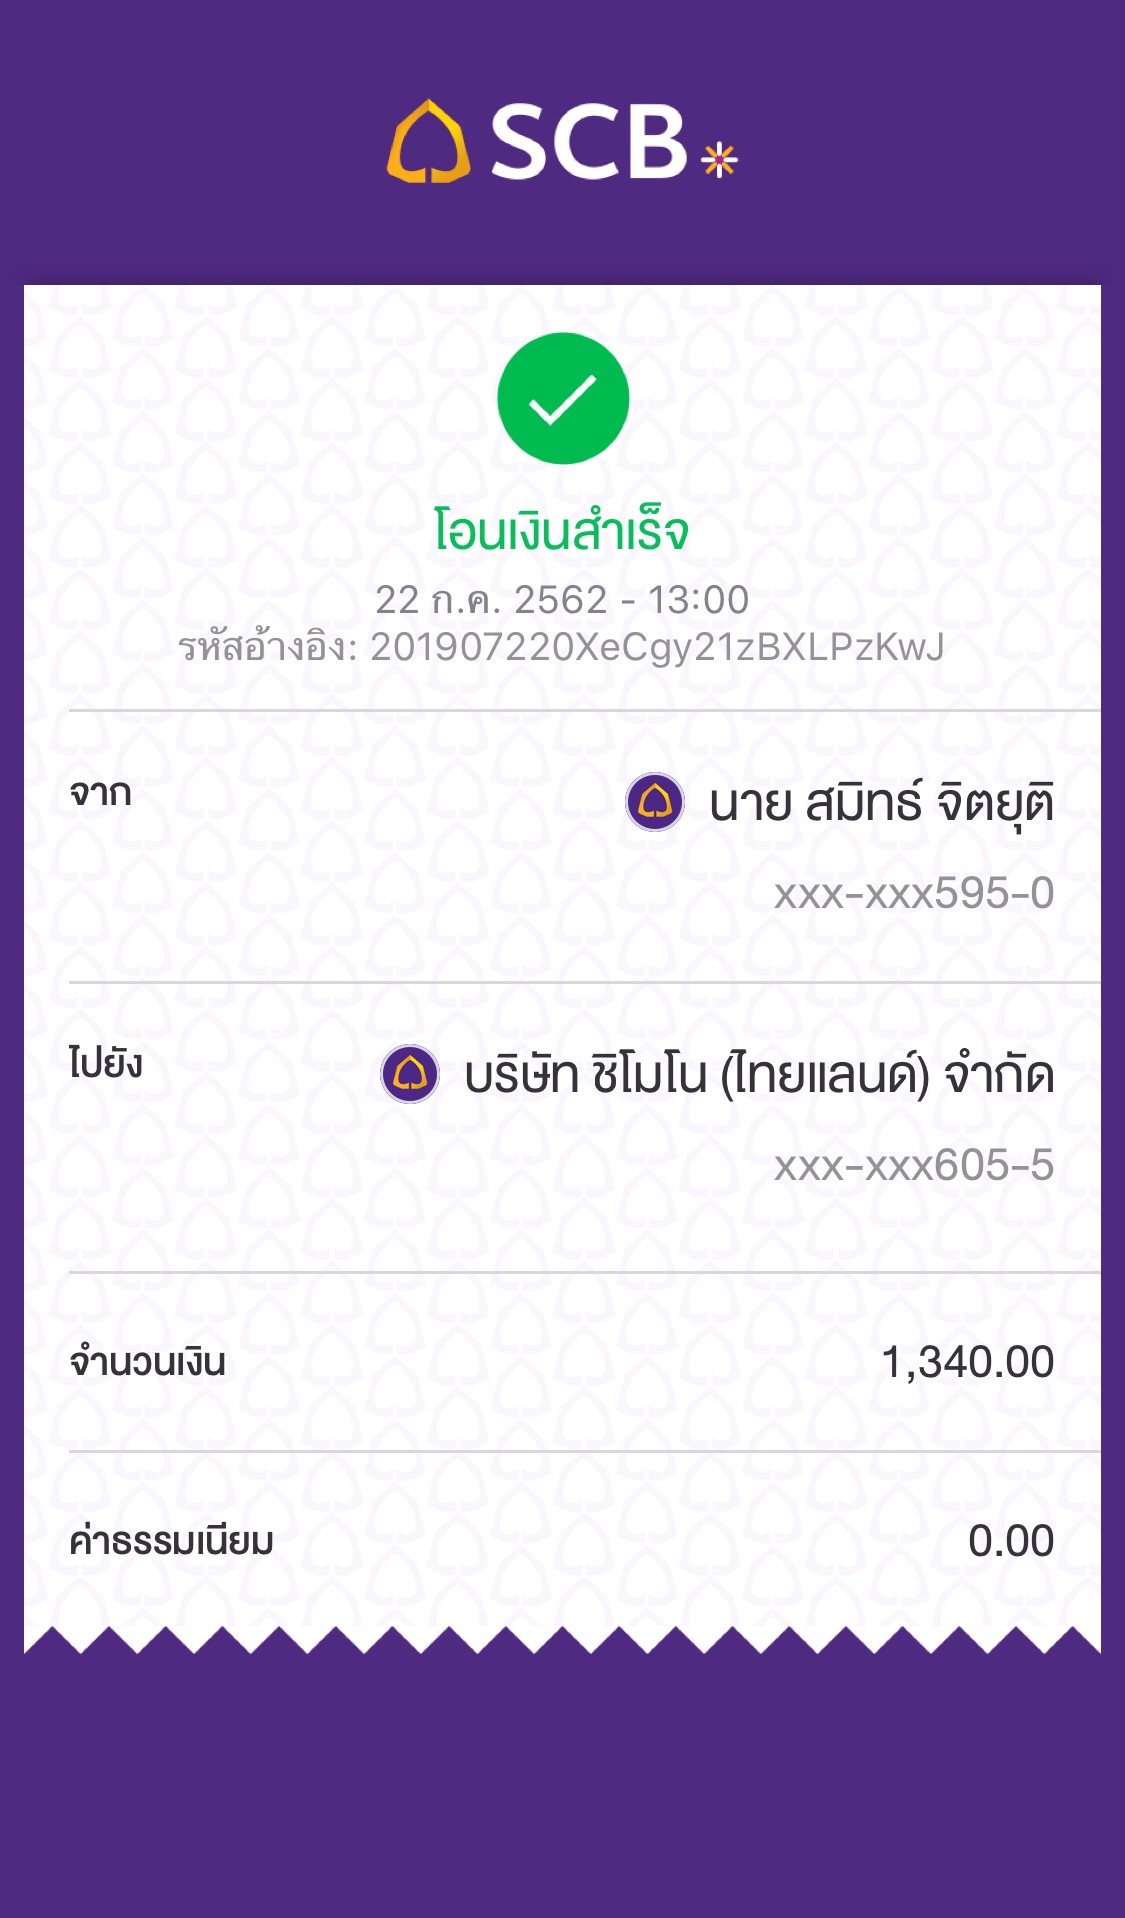 SCB
โอนเงินสำเร็จ
22 ก.ค. 2562 - 13:00
รหัสอ้างอิง: 201907220XeCgy21zBXLPzKwJ
จาก นาย สมิทธ์ จิตยุติ
xxx-xxx595-0
ไปยัง บริษัท ชิโมโน (ไทยแลนด์) จำกัด
xxx-xxx605-5
จำนวนเงิน 1,340.00
ค่าธรรมเนียม 0.00